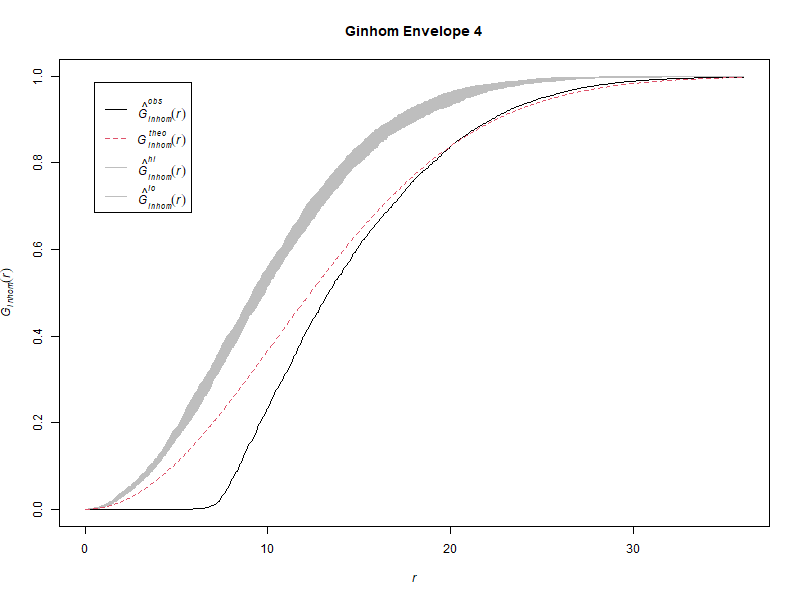 Ginhom Envelope 4
Ĝ_inhom^obs(r)
G_inhom^theo(r)
Ĝ_inhom^hi(r)
Ĝ_inhom^lo(r)
G_inhom(r)
1.0
0.8
0.6
0.4
0.2
0.0
0 10 20 30
r